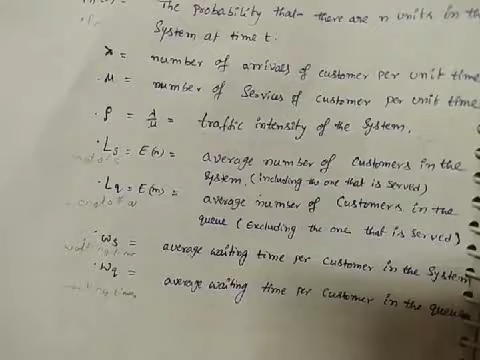 The probability that there are n units in the
system at time t.
λ = number of arrivals of customer per unit time
μ = number of services of customer per unit time
ρ = λ/μ = traffic intensity of the system.
Ls = E(n) = average number of customers in the
system. (including the one that is served)
Lq = E(m) = average number of customers in the
queue (Excluding the one that is served)
Ws = average waiting time per customer in the system
Wq = average waiting time per customer in the queue